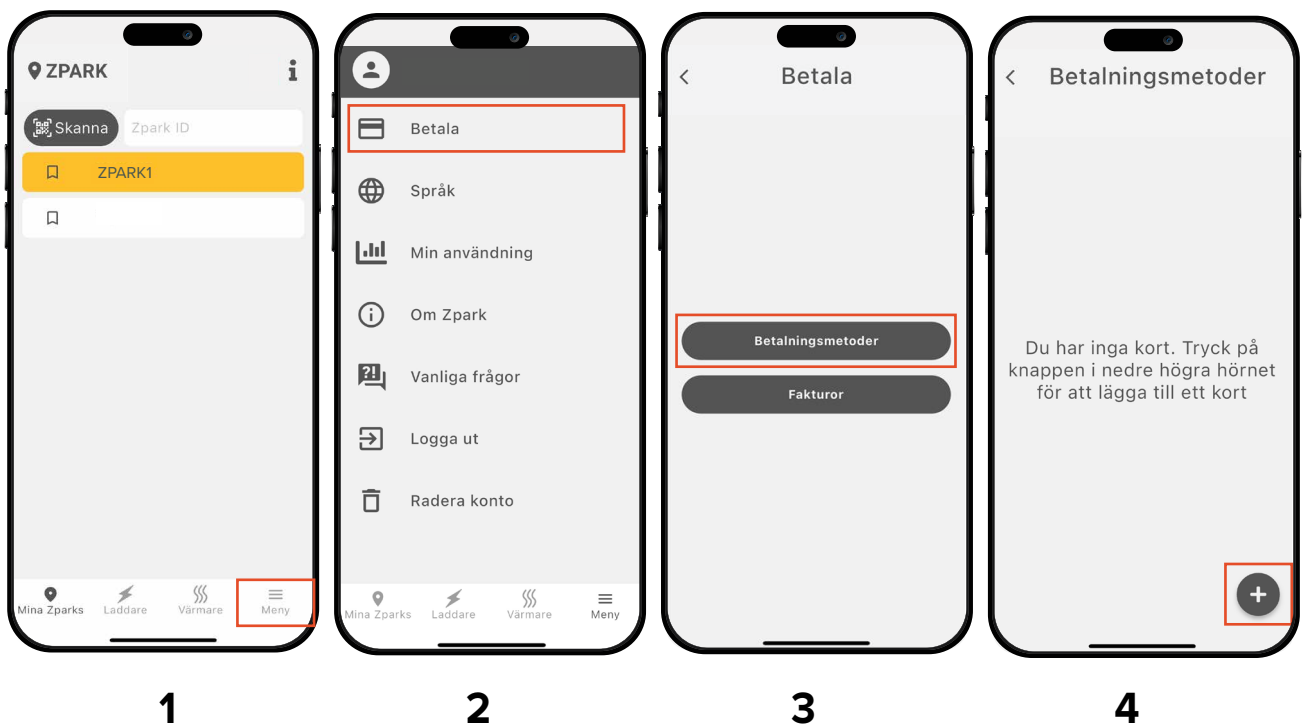 ZPARK
Skanna
Zpark ID
ZPARK1
Mina Zparks
Laddare
Värmare
Meny
1
Betala
Språk
Min användning
Om Zpark
Vanliga frågor
Logga ut
Radera konto
Mina Zparks
Laddare
Värmare
Meny
2
Betala
Betalningsmetoder
Fakturor
3
Betalningsmetoder
Du har inga kort. Tryck på
knappen i nedre högra hörnet
för att lägga till ett kort
4